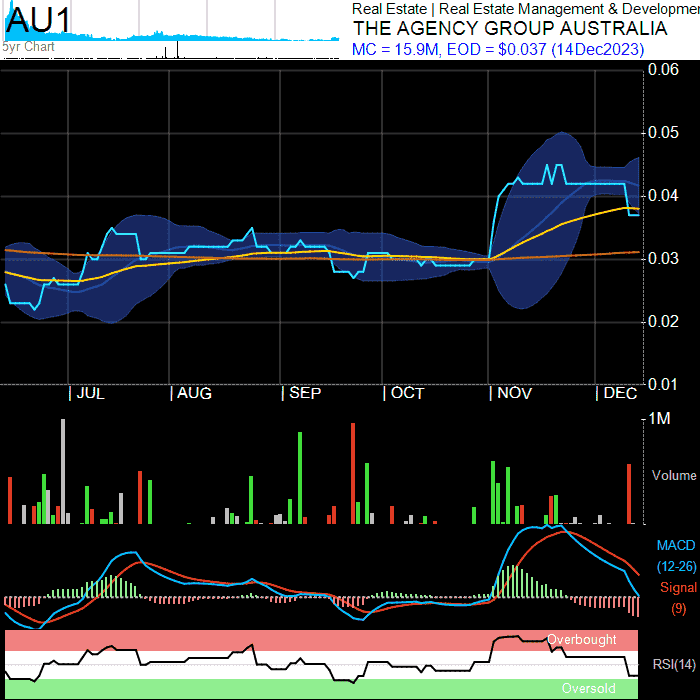 AU1
5yr Chart
Real Estate | Real Estate Management & Developmen
THE AGENCY GROUP AUSTRALIA
MC = 15.9M, EOD = $0.037 (14Dec2023)
0.06
0.05
0.04
0.03
0.02
0.01
JUL AUG SEP OCT NOV DEC
1M
Volume
MACD
(12-26)
Signal
(9)
Overbought
RSI(14)
Oversold